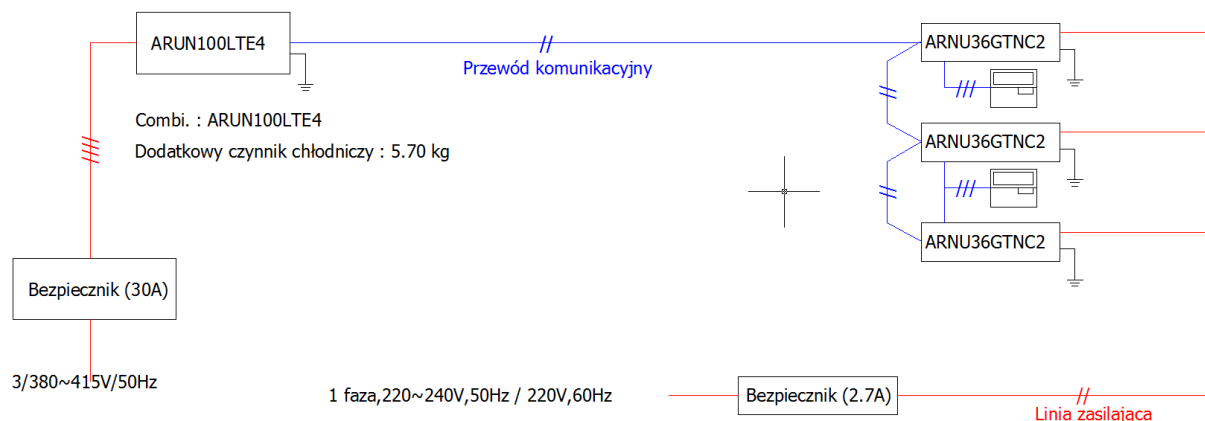 ARUN100LTE4
ARNU36GTNC2
Przewód komunikacyjny
Combi. : ARUN100LTE4
Dodatkowy czynnik chłodniczy : 5.70 kg
ARNU36GTNC2
ARNU36GTNC2
Bezpiecznik (30A)
3/380~415V/50Hz
1 faza,220~240V,50Hz / 220V,60Hz
Bezpiecznik (2.7A)
Linia zasilająca